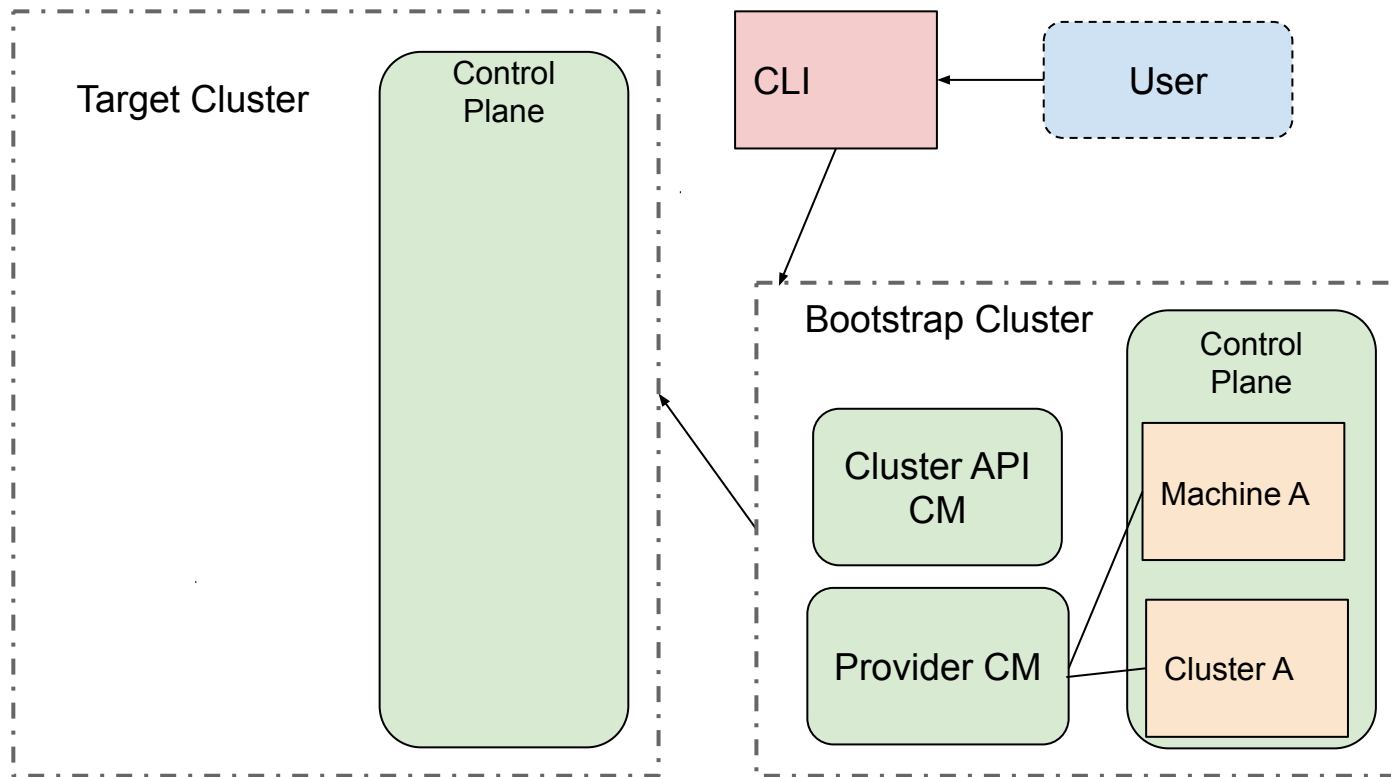 Target Cluster
Control
Plane
CLI
User
Bootstrap Cluster
Control
Plane
Cluster API
CM
Machine A
Provider CM
Cluster A